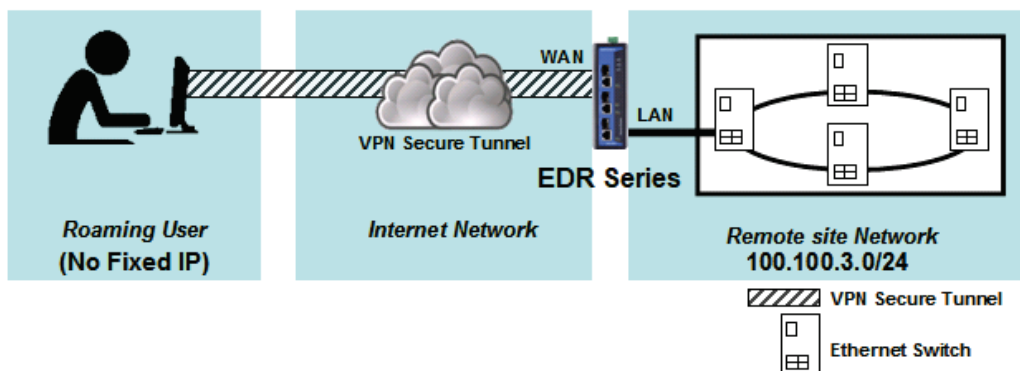 WAN
VPN Secure Tunnel
LAN
EDR Series
Roaming User
(No Fixed IP)
Internet Network
Remote site Network
100.100.3.0/24
VPN Secure Tunnel
Ethernet Switch